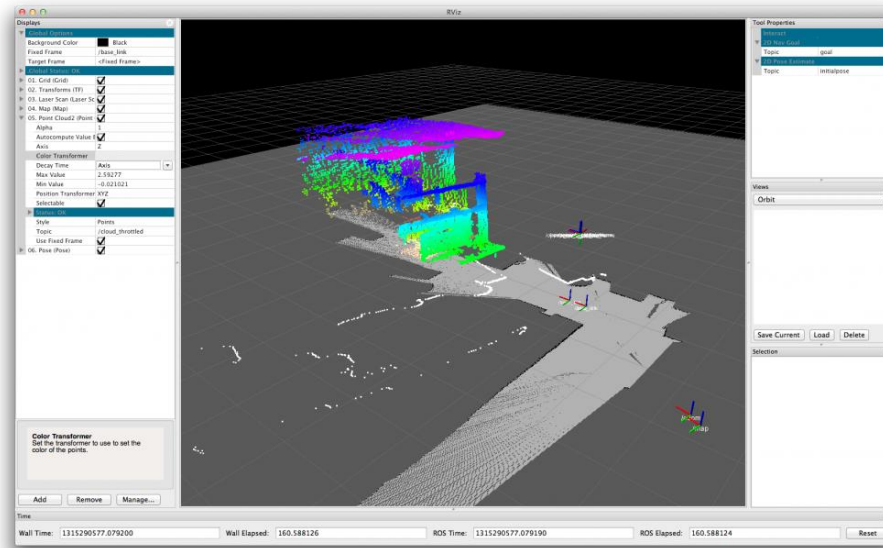 RViz
Displays
Global Options
Background Color Black
Fixed Frame /base_link
Target Frame <Fixed Frame>
Global Status: OK
01. Grid (Grid)
02. Transforms (TF)
03. Laser Scan (Laser Sc
04. Map (Map)
05. Point Cloud2 (Point
Alpha 1
Autocompute Value
Axis Z
Color Transformer
Decay Time Axis
Max Value 2.59277
Min Value -0.021021
Position Transformer XYZ
Selectable
Status: OK
Style Points
Topic /cloud_throttled
Use Fixed Frame
06. Pose (Pose)
Color Transformer
Set the transformer to use to set the
color of the points.
Add Remove Manage...
map
Tool Properties
Interact
2D Nav Goal
Topic goal
2D Pose Estimate
Topic initialpose
Views
Orbit
Save Current Load Delete
Selection
Time
Wall Time: 1315290577.079200 Wall Elapsed: 160.588126 ROS Time: 1315290577.079190 ROS Elapsed: 160.588124 Reset